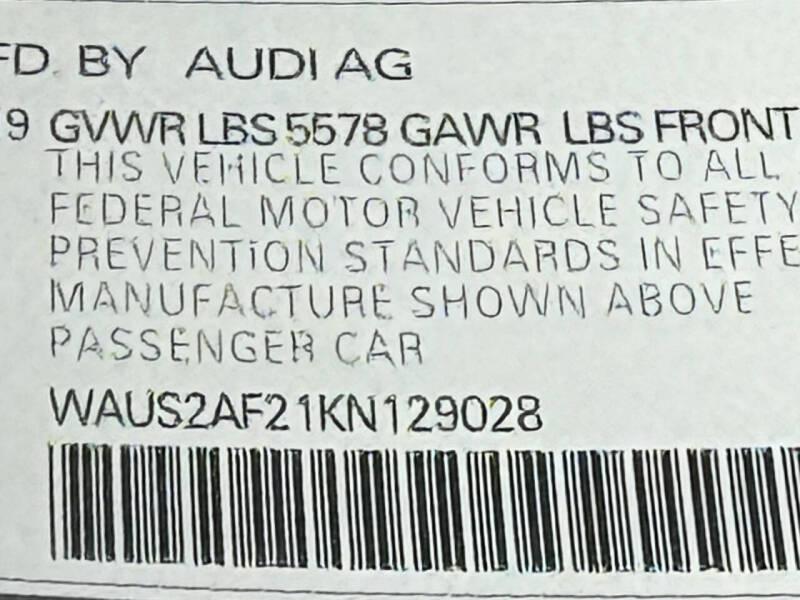 FD. BY AUDI AG
9 GVWR LBS 5578 GAWR LBS FRONT
THIS VEHICLE CONFORMS TO ALL
FEDERAL MOTOR VEHICLE SAFETY
PREVENTION STANDARDS IN EFFE
MANUFACTURE SHOWN ABOVE
PASSENGER CAR
WAUS2AF21KN129028